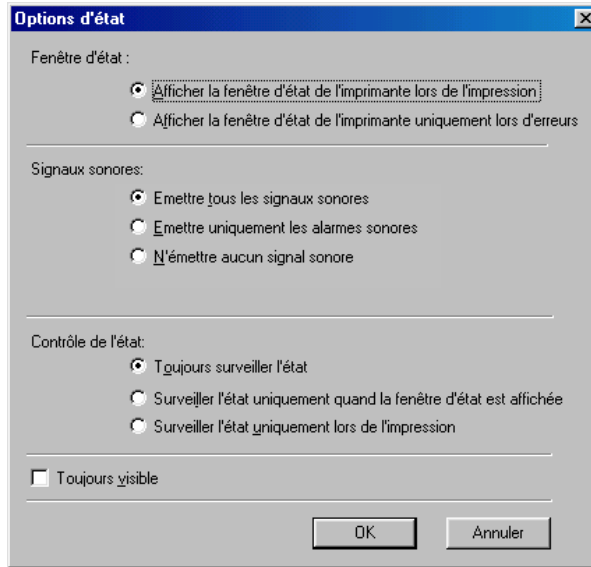 Options d'état
Fenêtre d'état :
Afficher la fenêtre d'état de l'imprimante lors de l'impression
Afficher la fenêtre d'état de l'imprimante uniquement lors d'erreurs
Signaux sonores:
Emettre tous les signaux sonores
Emettre uniquement les alarmes sonores
N'émettre aucun signal sonore
Contrôle de l'état:
Toujours surveiller l'état
Surveiller l'état uniquement quand la fenêtre d'état est affichée
Surveiller l'état uniquement lors de l'impression
Toujours visible
OK Annuler